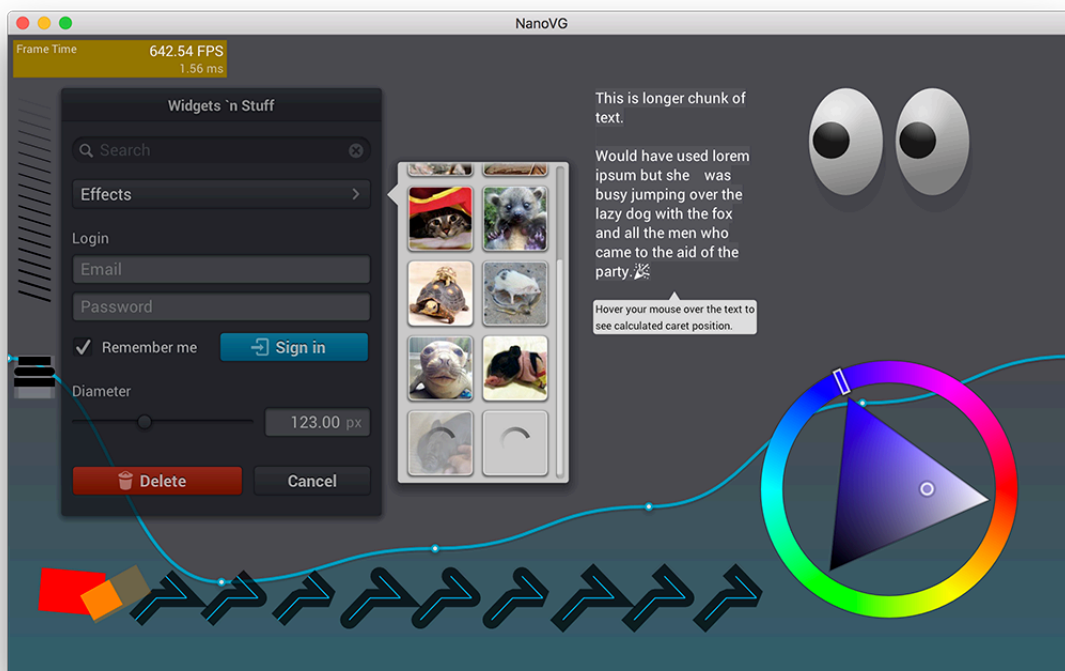 NanoVG
Frame Time
642.54 FPS
1.56 ms
Widgets `n Stuff
Search
Effects
Login
Email
Password
Remember me
Sign in
Diameter
123.00 px
Delete
Cancel
This is longer chunk of
text.
Would have used lorem
ipsum but she was
busy jumping over the
lazy dog with the fox
and all the men who
came to the aid of the
party.🎉
Hover your mouse over the text to
see calculated caret position.